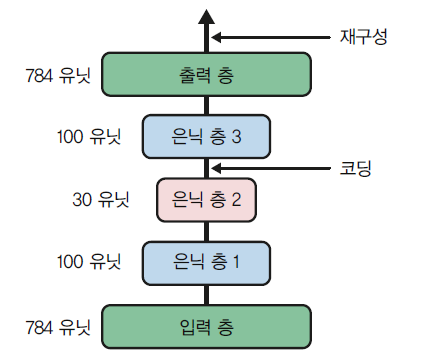 재구성
784 유닛 출력 층
100 유닛 은닉 층 3
코딩
30 유닛 은닉 층 2
100 유닛 은닉 층 1
784 유닛 입력 층